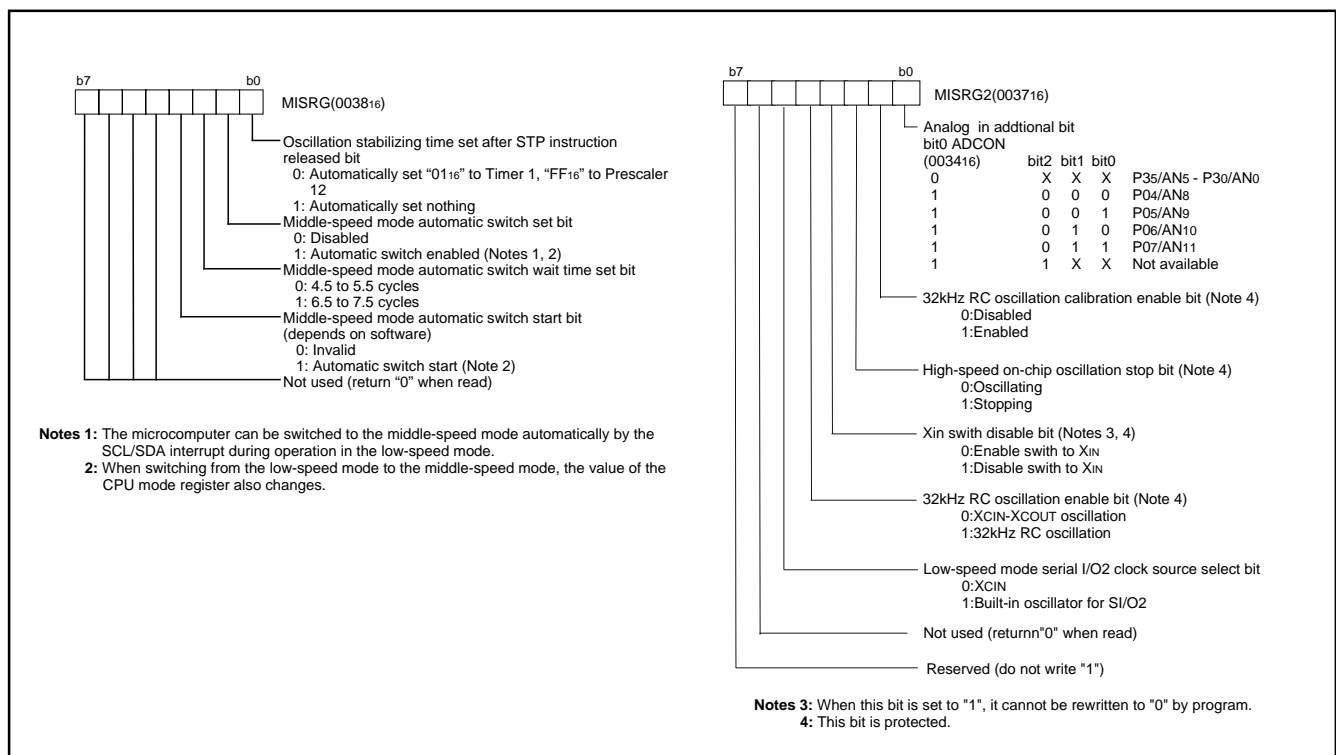 b7 b0
MISRG(003816)
Oscillation stabilizing time set after STP instruction
released bit
0: Automatically set “0116” to Timer 1, “FF16” to Prescaler
12
1: Automatically set nothing
Middle-speed mode automatic switch set bit
0: Disabled
1: Automatic switch enabled (Notes 1, 2)
Middle-speed mode automatic switch wait time set bit
0: 4.5 to 5.5 cycles
1: 6.5 to 7.5 cycles
Middle-speed mode automatic switch start bit
(depends on software)
0: Invalid
1: Automatic switch start (Note 2)
Not used (return “0” when read)
Notes 1: The microcomputer can be switched to the middle-speed mode automatically by the
SCL/SDA interrupt during operation in the low-speed mode.
2: When switching from the low-speed mode to the middle-speed mode, the value of the
CPU mode register also changes.
b7 b0
MISRG2(003716)
Analog in addtional bit
bit0 ADCON
(003416) bit2 bit1 bit0
0 X X X P35/AN5 - P30/AN0
1 0 0 0 P04/AN8
1 0 0 1 P05/AN9
1 0 1 0 P06/AN10
1 0 1 1 P07/AN11
1 1 X X Not available
32kHz RC oscillation calibration enable bit (Note 4)
0:Disabled
1:Enabled
High-speed on-chip oscillation stop bit (Note 4)
0:Oscillating
1:Stopping
Xin swith disable bit (Notes 3, 4)
0:Enable swith to XIN
1:Disable swith to XIN
32kHz RC oscillation enable bit (Note 4)
0:XCIN-XCOUT oscillation
1:32kHz RC oscillation
Low-speed mode serial I/O2 clock source select bit
0:XCIN
1:Built-in oscillator for SI/O2
Not used (returnn"0" when read)
Reserved (do not write "1")
Notes 3: When this bit is set to "1", it cannot be rewritten to "0" by program.
4: This bit is protected.